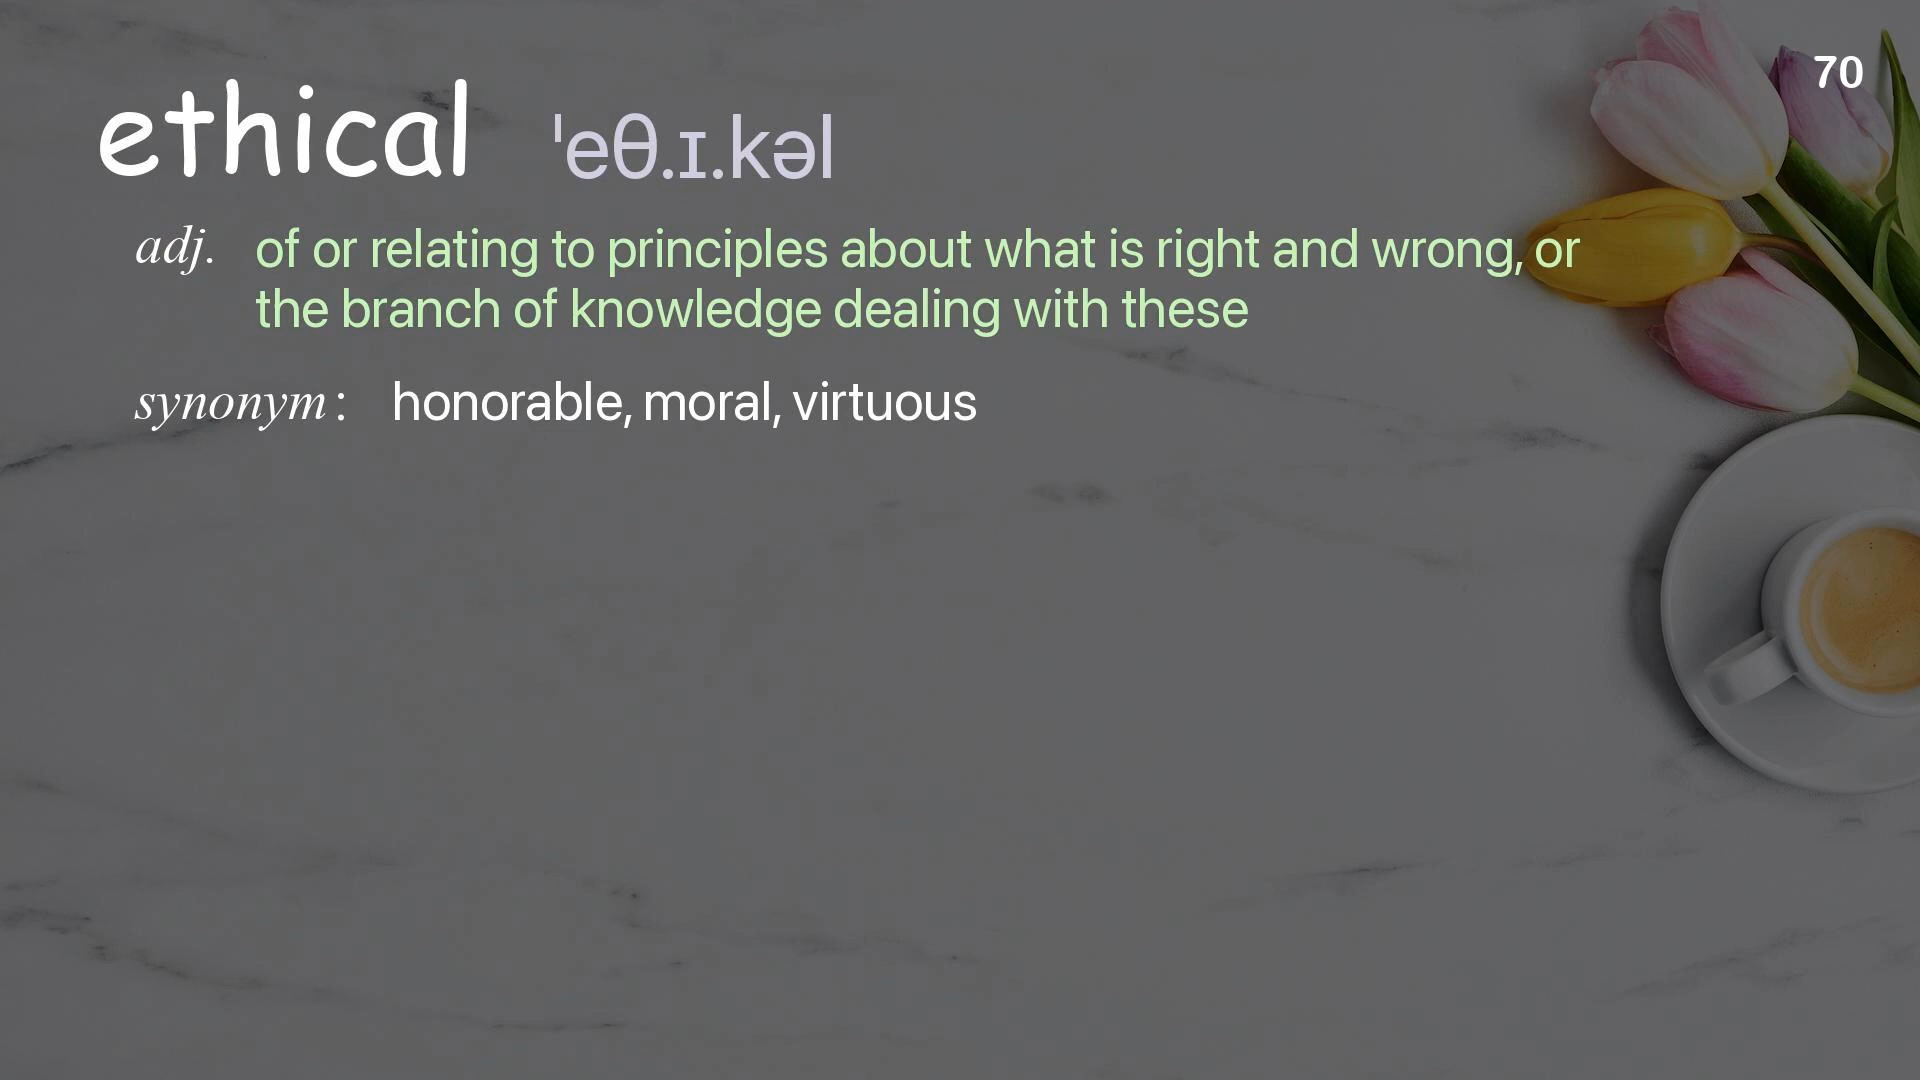 70
ethical ˈeθ.ɪ.kəl
adj. of or relating to principles about what is right and wrong, or
the branch of knowledge dealing with these
synonym : honorable, moral, virtuous